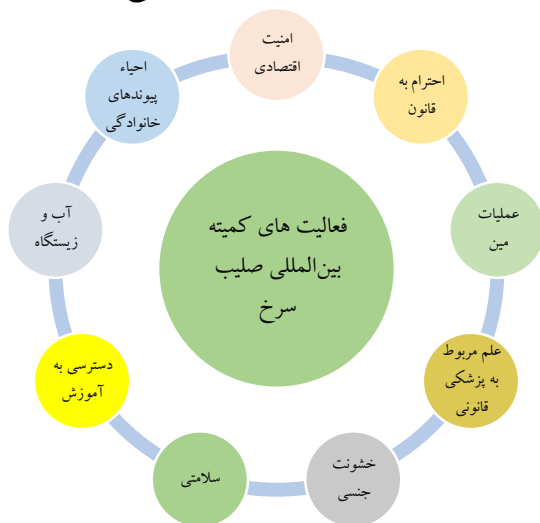 امنیت
اقتصادی
احترام به
قانون
عملیات
مین
علم مربوط
به پزشکی
قانونی
خشونت
جنسی
سلامتی
دسترسی به
آموزش
آب و
زیستگاه
احیاء
پیوندهای
خانوادگی
فعالیت های کمیته
بین‌المللی صلیب
سرخ